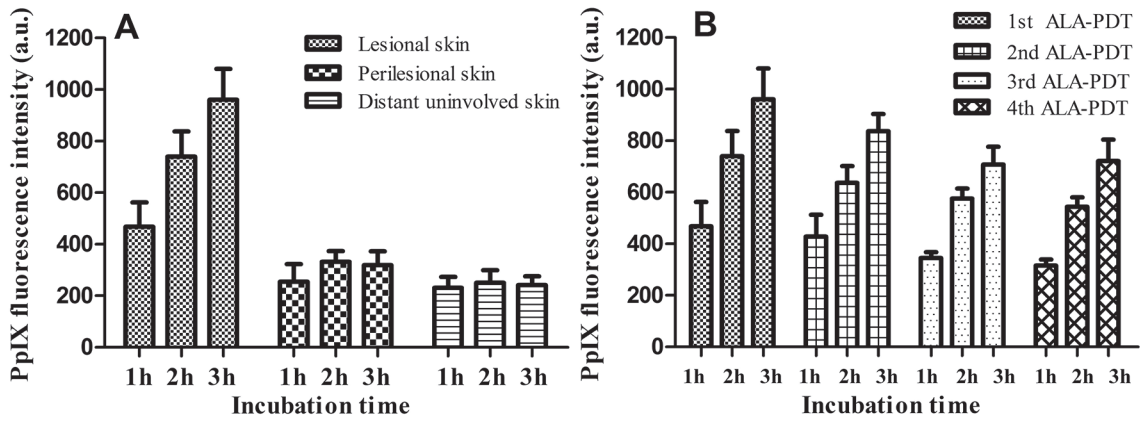 A
PpIX fluorescence intensity (a.u.)
1200
1000
800
600
400
200
0
Lesional skin
Perilesional skin
Distant uninvolved skin
1h 2h 3h 1h 2h 3h 1h 2h 3h
Incubation time
B
PpIX fluorescence intensity (a.u.)
1200
1000
800
600
400
200
0
1st ALA-PDT
2nd ALA-PDT
3rd ALA-PDT
4th ALA-PDT
1h 2h 3h 1h 2h 3h 1h 2h 3h 1h 2h 3h
Incubation time